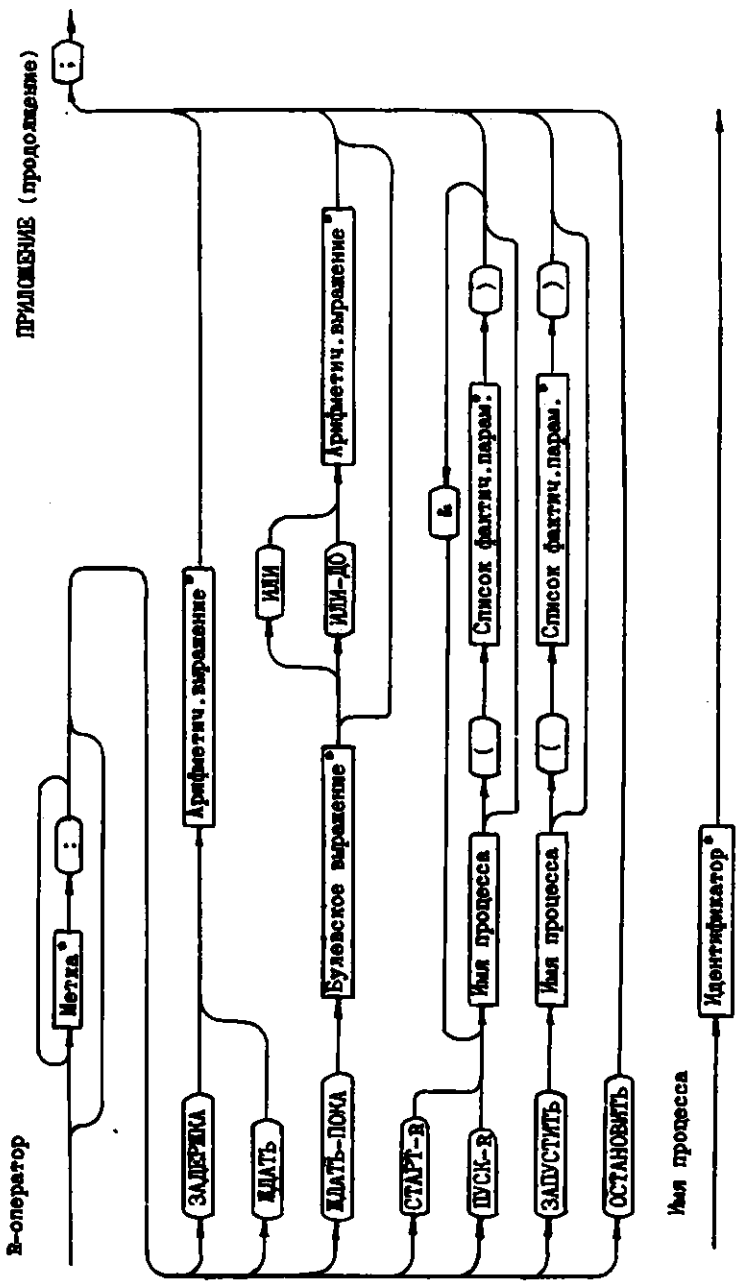 ПРИЛОЖЕНИЕ (продолжение)
R-оператор
Метка*
:
;
ЗАДЕРЖКА
Арифметич.выражение*
ЖДАТЬ
ЖДАТЬ-ПОКА
Булевское выражение*
ИЛИ
ИЛИ-ДО
Арифметич.выражение*
СТАРТ-R
&
ПУСК-R
Имя процесса
(
Список фактич.парам.*
)
ЗАПУСТИТЬ
Имя процесса
(
Список фактич.парам.*
)
ОСТАНОВИТЬ
Имя процесса
Идентификатор*